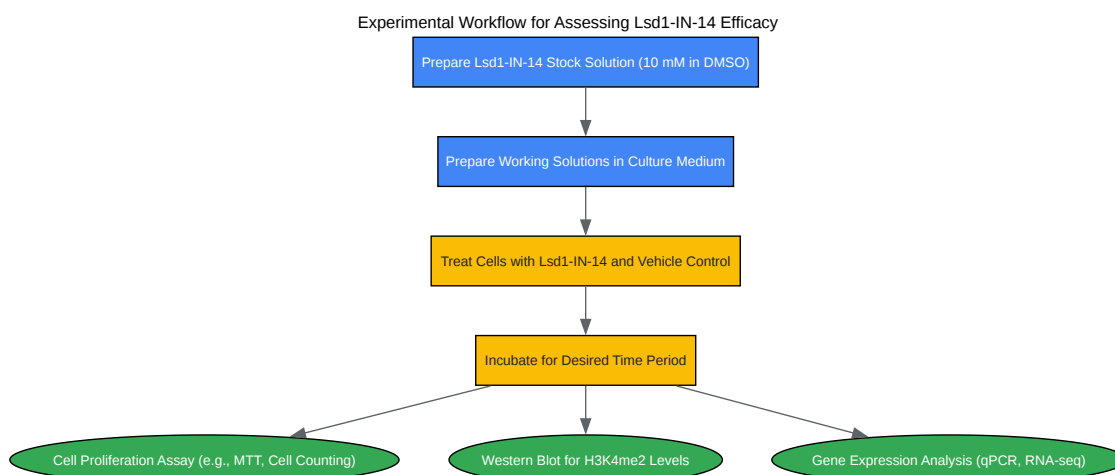 Experimental Workflow for Assessing Lsd1-IN-14 Efficacy
Prepare Lsd1-IN-14 Stock Solution (10 mM in DMSO)
Prepare Working Solutions in Culture Medium
Treat Cells with Lsd1-IN-14 and Vehicle Control
Incubate for Desired Time Period
Cell Proliferation Assay (e.g., MTT, Cell Counting)
Western Blot for H3K4me2 Levels
Gene Expression Analysis (qPCR, RNA-seq)